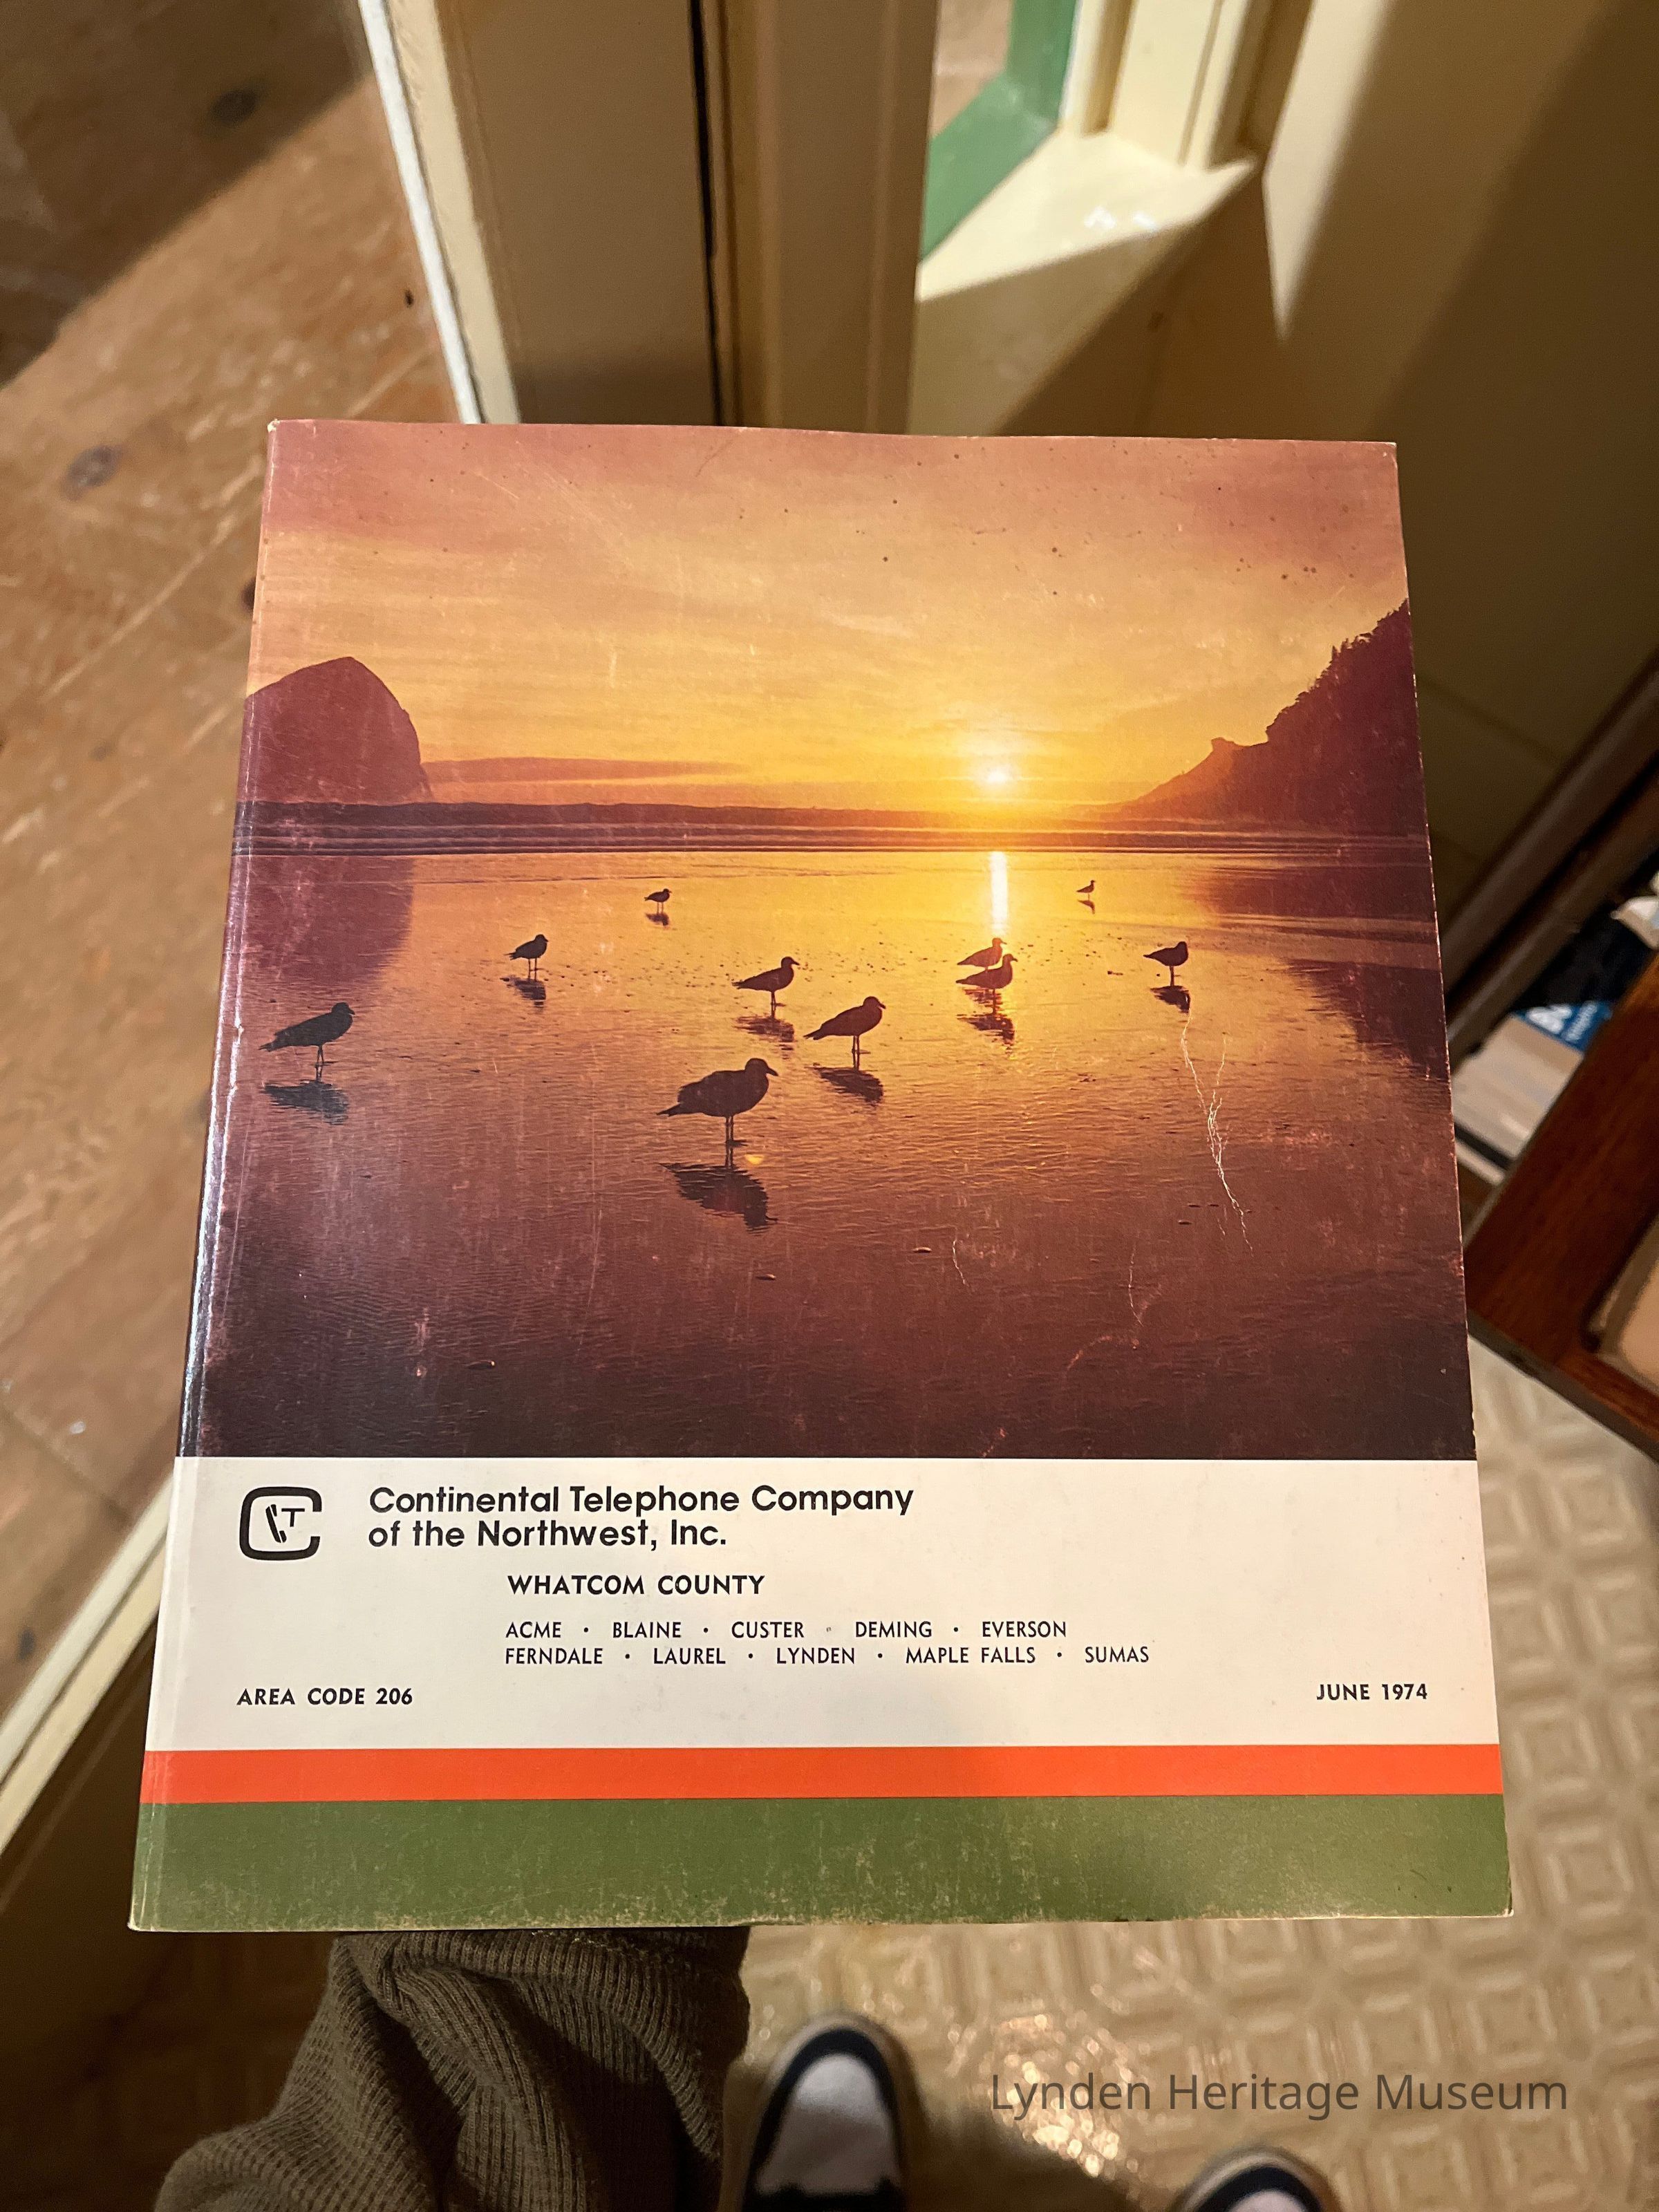 CT
Continental Telephone Company
of the Northwest, Inc.
WHATCOM COUNTY
ACME • BLAINE • CUSTER • DEMING • EVERSON
FERNDALE • LAUREL • LYNDEN • MAPLE FALLS • SUMAS
AREA CODE 206
JUNE 1974
Lynden Heritage Museum